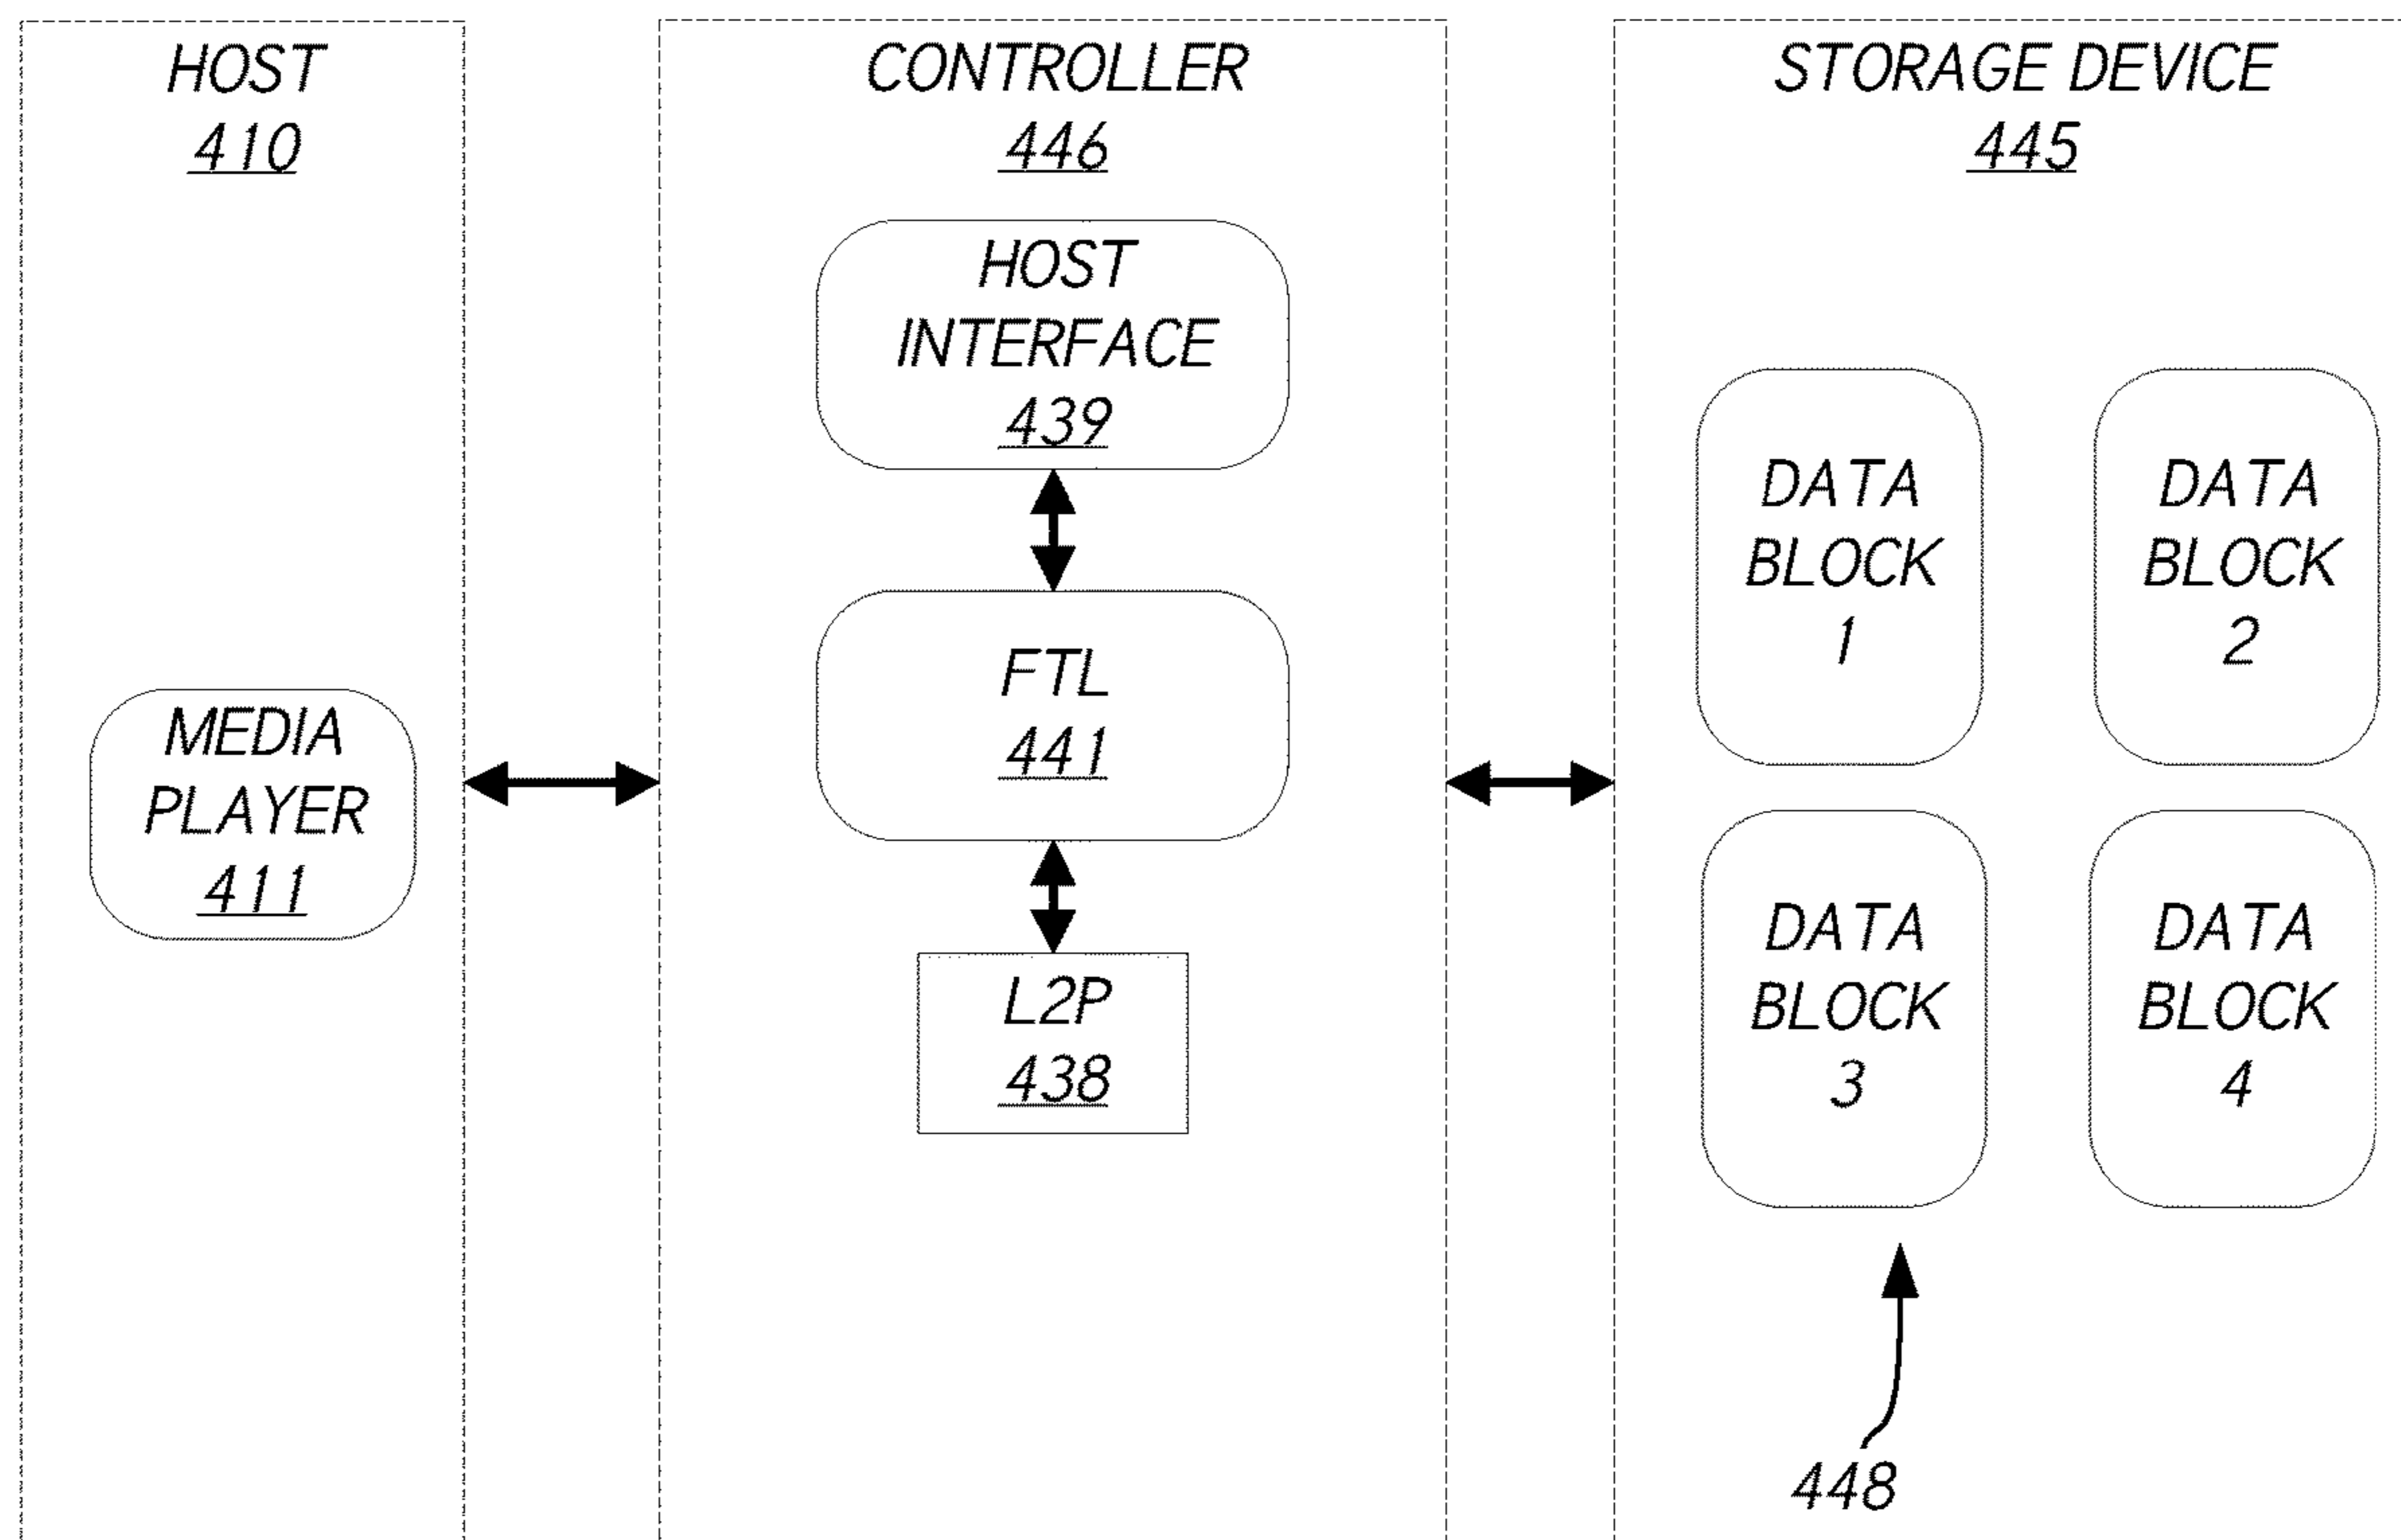 HOST
410
MEDIA
PLAYER
411
CONTROLLER
446
HOST
INTERFACE
439
FTL
441
L2P
438
STORAGE DEVICE
445
DATA
BLOCK
1
DATA
BLOCK
2
DATA
BLOCK
3
DATA
BLOCK
4
448